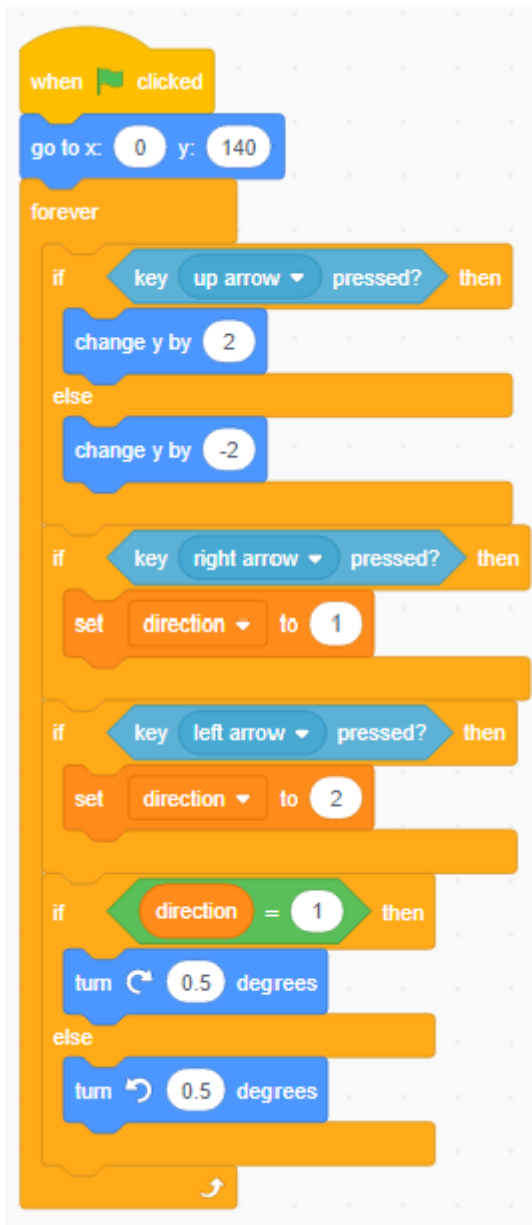 when clicked
go to x: 0 y: 140
forever
if key up arrow pressed? then
change y by 2
else
change y by -2
if key right arrow pressed? then
set direction to 1
if key left arrow pressed? then
set direction to 2
if direction = 1 then
turn 0.5 degrees
else
turn 0.5 degrees